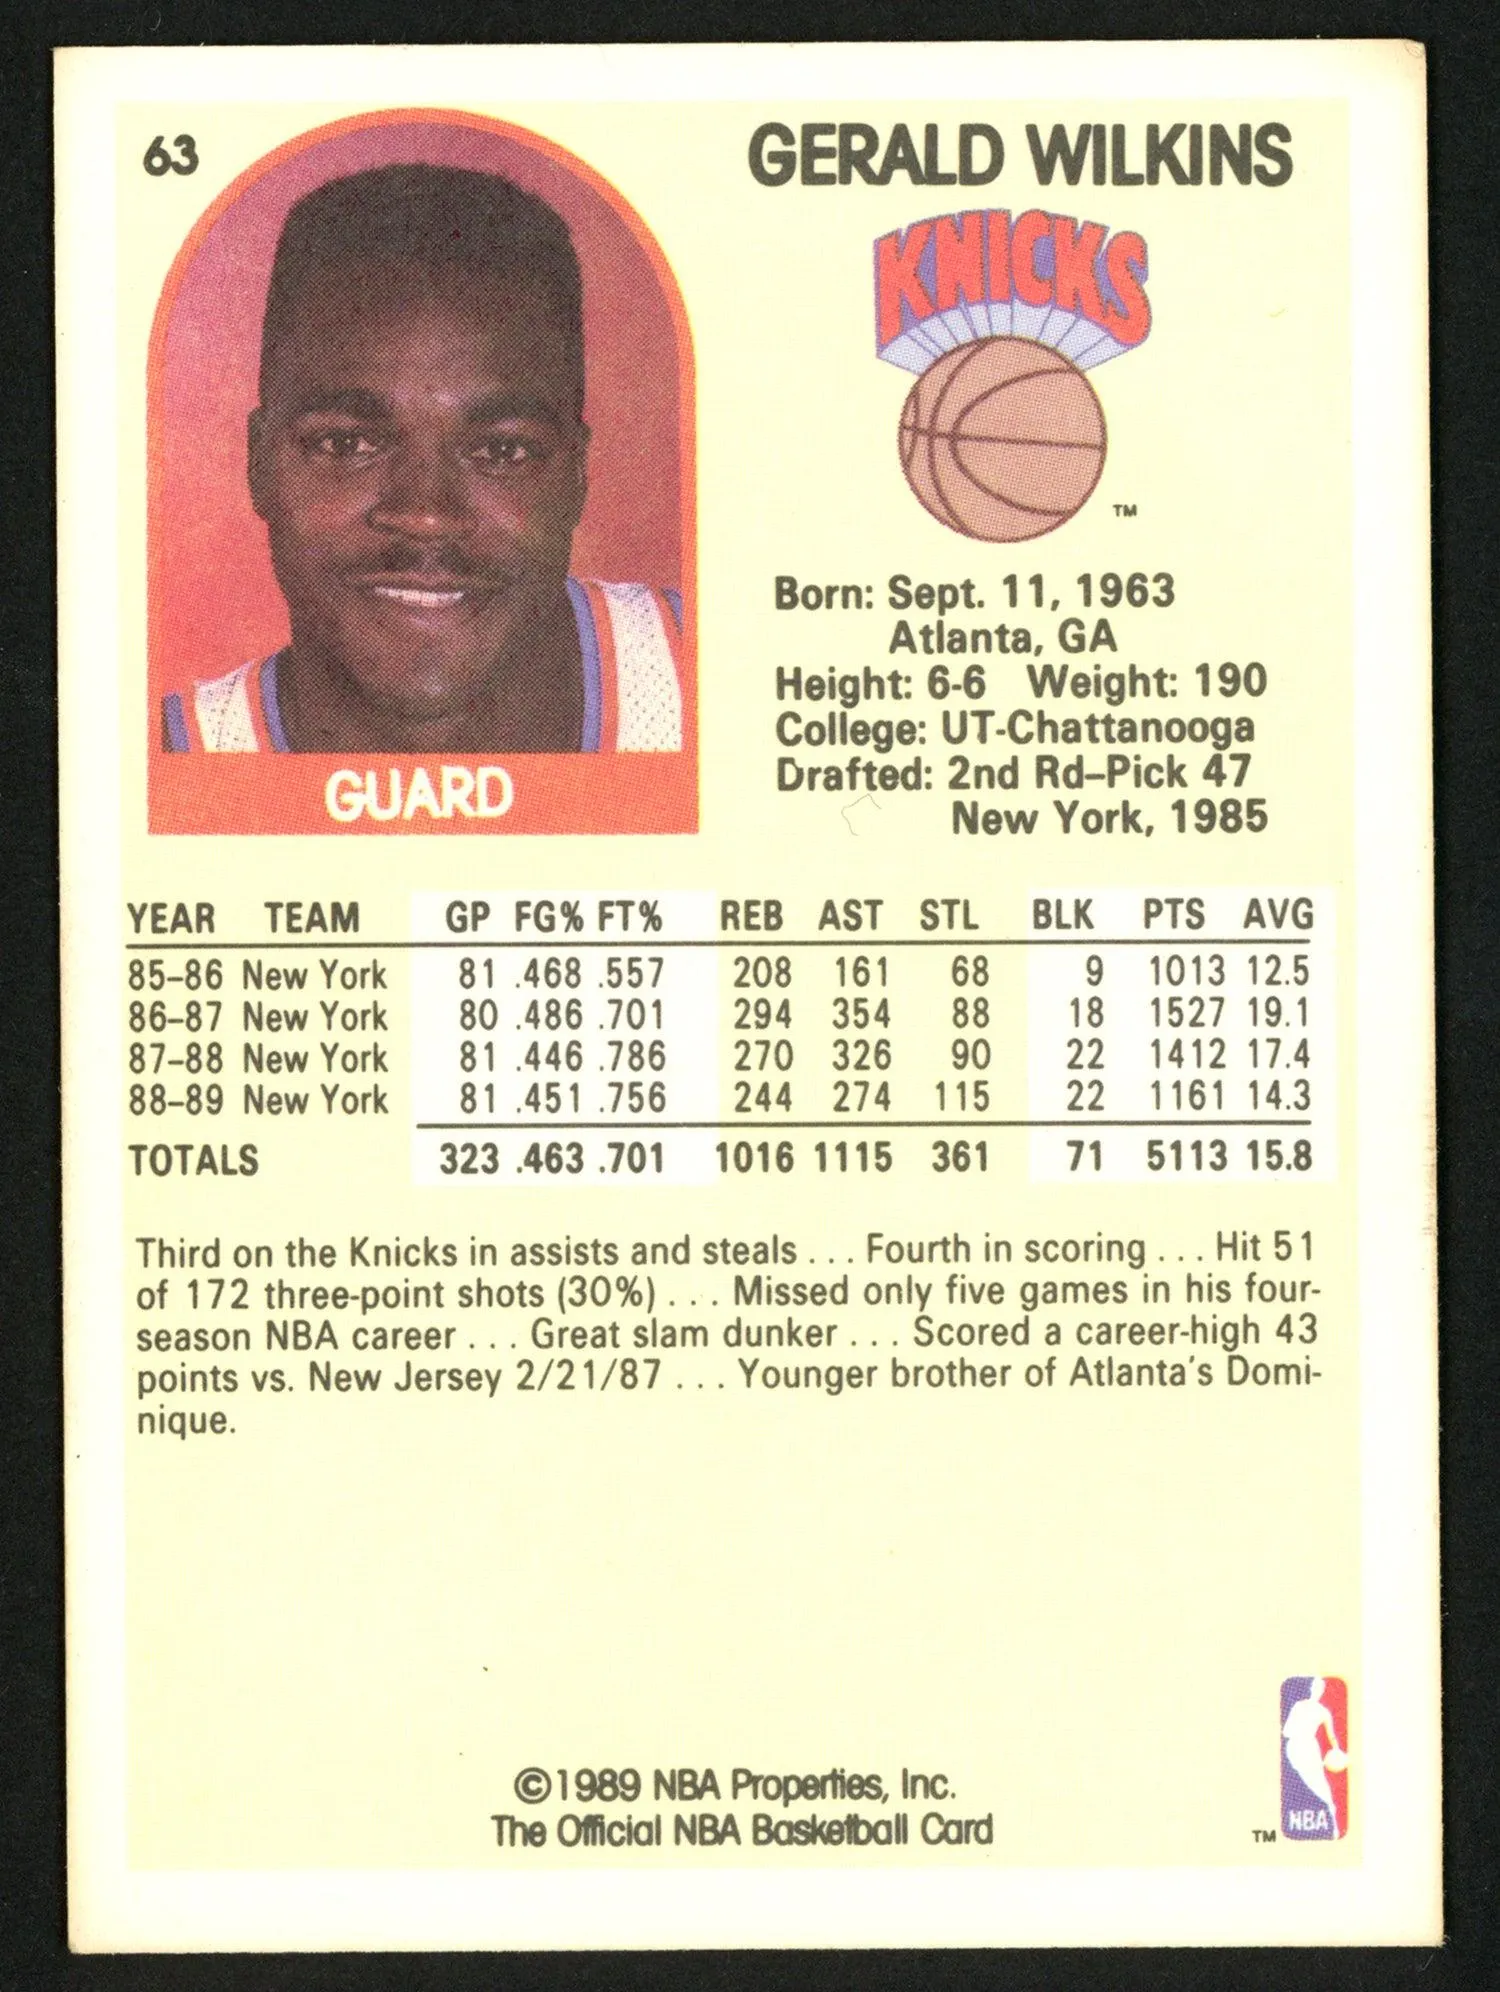 63
GERALD WILKINS
KNICKS
TM
Born: Sept. 11, 1963
Atlanta, GA
Height: 6-6 Weight: 190
College: UT-Chattanooga
Drafted: 2nd Rd–Pick 47
New York, 1985
GUARD
YEAR TEAM GP FG% FT% REB AST STL BLK PTS AVG
85–86 New York 81 .468 .557 208 161 68 9 1013 12.5
86–87 New York 80 .486 .701 294 354 88 18 1527 19.1
87–88 New York 81 .446 .786 270 326 90 22 1412 17.4
88–89 New York 81 .451 .756 244 274 115 22 1161 14.3
TOTALS 323 .463 .701 1016 1115 361 71 5113 15.8
Third on the Knicks in assists and steals . . . Fourth in scoring . . . Hit 51
of 172 three-point shots (30%) . . . Missed only five games in his four-
season NBA career . . . Great slam dunker . . . Scored a career-high 43
points vs. New Jersey 2/21/87 . . . Younger brother of Atlanta's Domi-
nique.
©1989 NBA Properties, Inc.
The Official NBA Basketball Card
TM
NBA